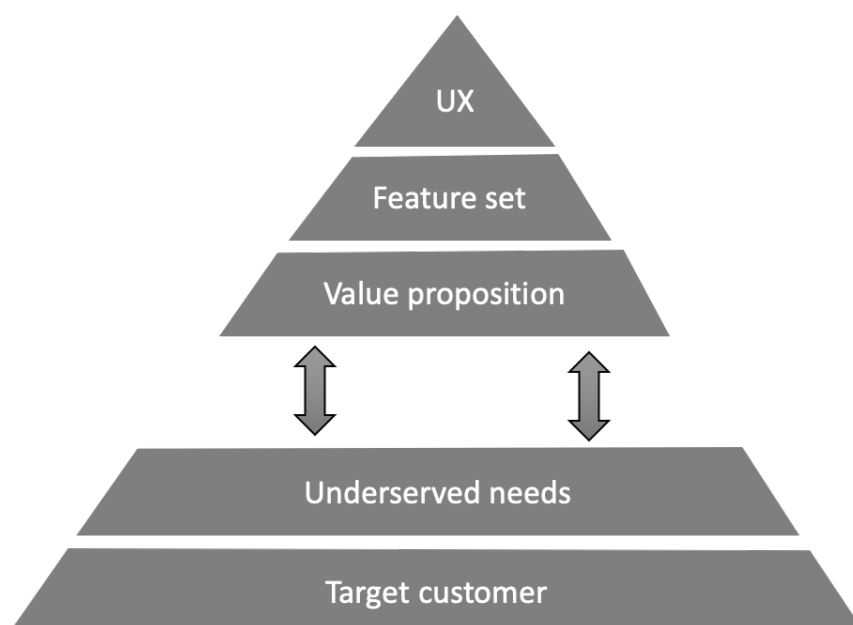 UX
Feature set
Value proposition
Underserved needs
Target customer